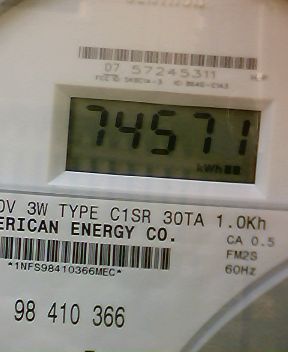 07 57245311
74571
kWh
0V 3W TYPE C1SR 30TA 1.0Kh
ERICAN ENERGY CO.
CA 0.5
FM2S
60Hz
*1NFS98410366MEC*
98 410 366